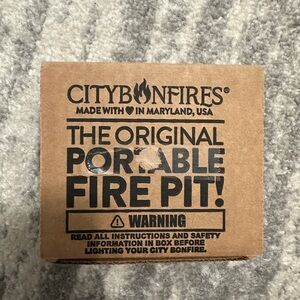 CITYBONFIRES®
MADE WITH ♥ IN MARYLAND, USA
THE ORIGINAL
PORTABLE
FIRE PIT!
⚠ WARNING
READ ALL INSTRUCTIONS AND SAFETY
INFORMATION IN BOX BEFORE
LIGHTING YOUR CITY BONFIRE.